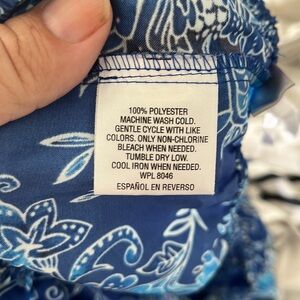 100% POLYESTER
MACHINE WASH COLD.
GENTLE CYCLE WITH LIKE
COLORS. ONLY NON-CHLORINE
BLEACH WHEN NEEDED.
TUMBLE DRY LOW.
COOL IRON WHEN NEEDED.
WPL 8046
ESPAÑOL EN REVERSO